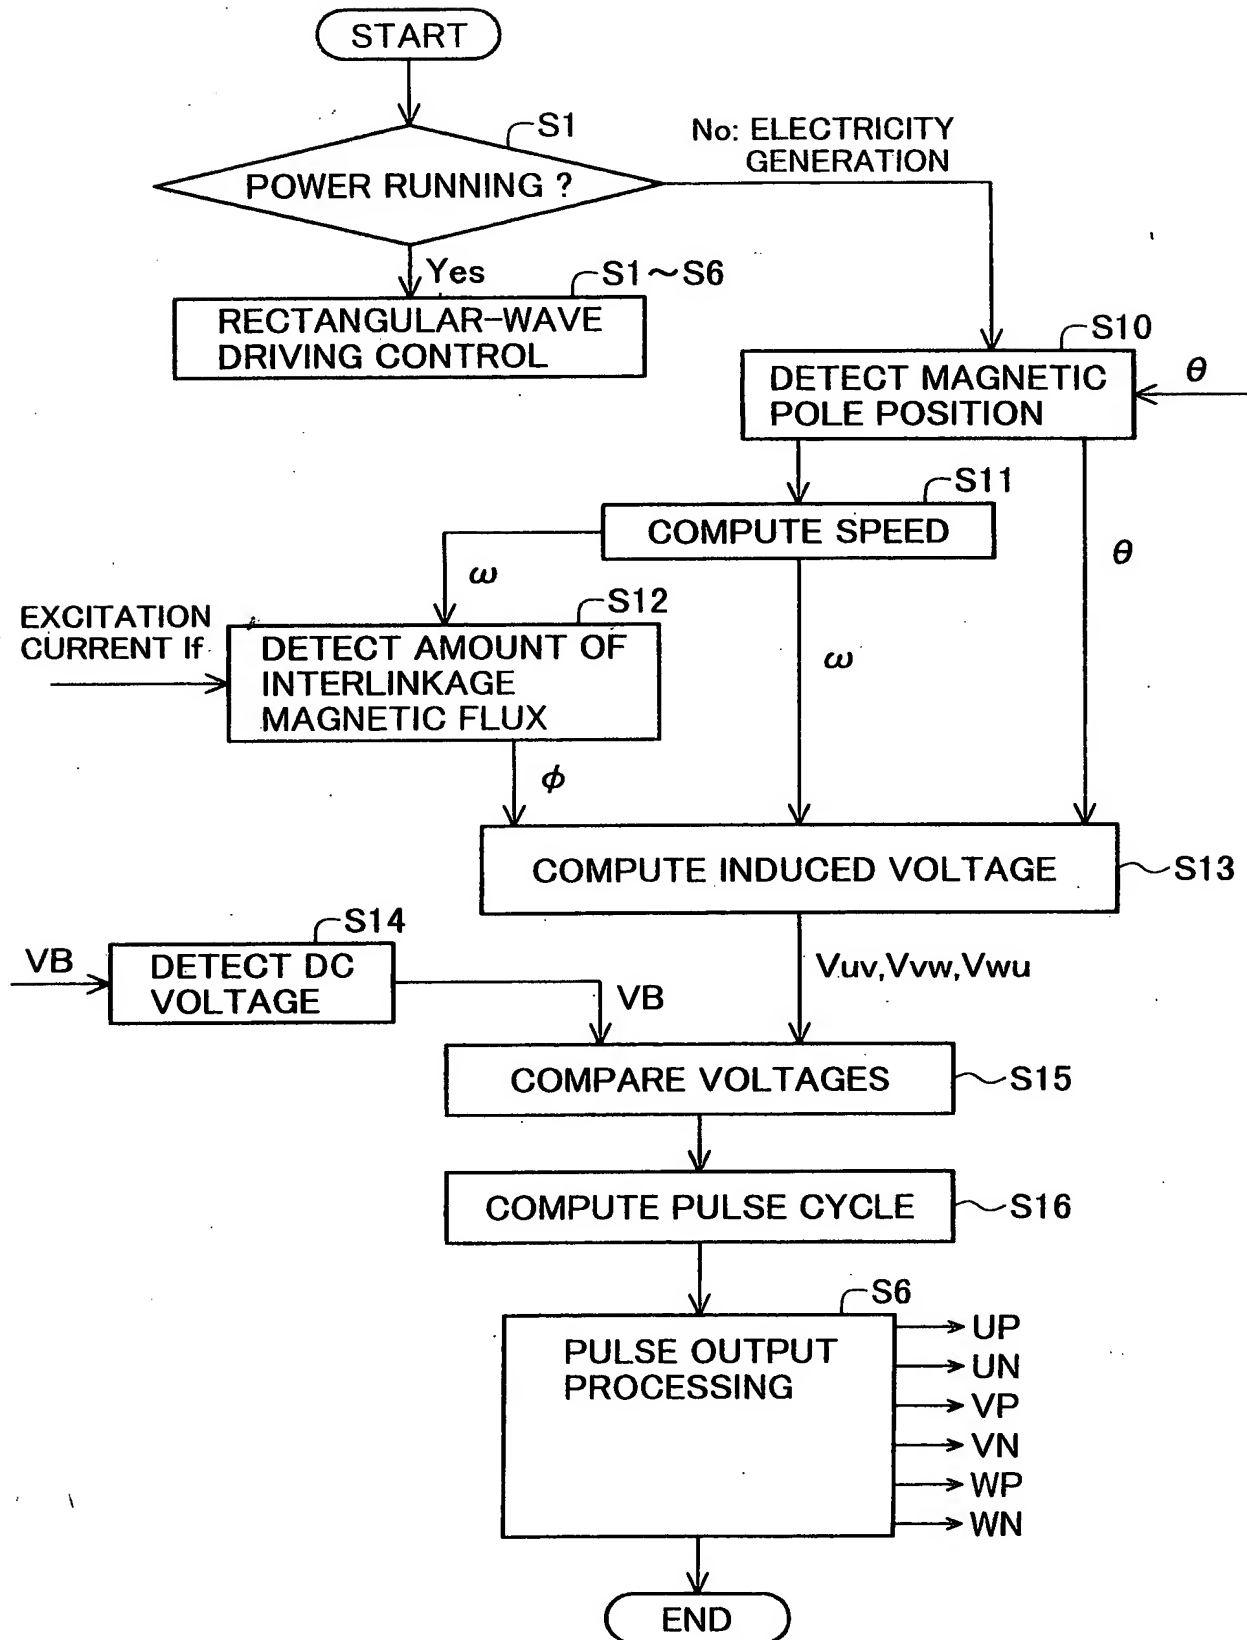 START
S1
No: ELECTRICITY
GENERATION
POWER RUNNING ?
Yes
S1～S6
RECTANGULAR-WAVE
DRIVING CONTROL
S10
DETECT MAGNETIC
POLE POSITION
θ
S11
COMPUTE SPEED
θ
ω
EXCITATION
CURRENT If
S12
DETECT AMOUNT OF
INTERLINKAGE
MAGNETIC FLUX
ω
ϕ
COMPUTE INDUCED VOLTAGE
S13
S14
VB
DETECT DC
VOLTAGE
VB
Vuv,Vvw,Vwu
COMPARE VOLTAGES
S15
COMPUTE PULSE CYCLE
S16
S6
PULSE OUTPUT
PROCESSING
UP
UN
VP
VN
WP
WN
END